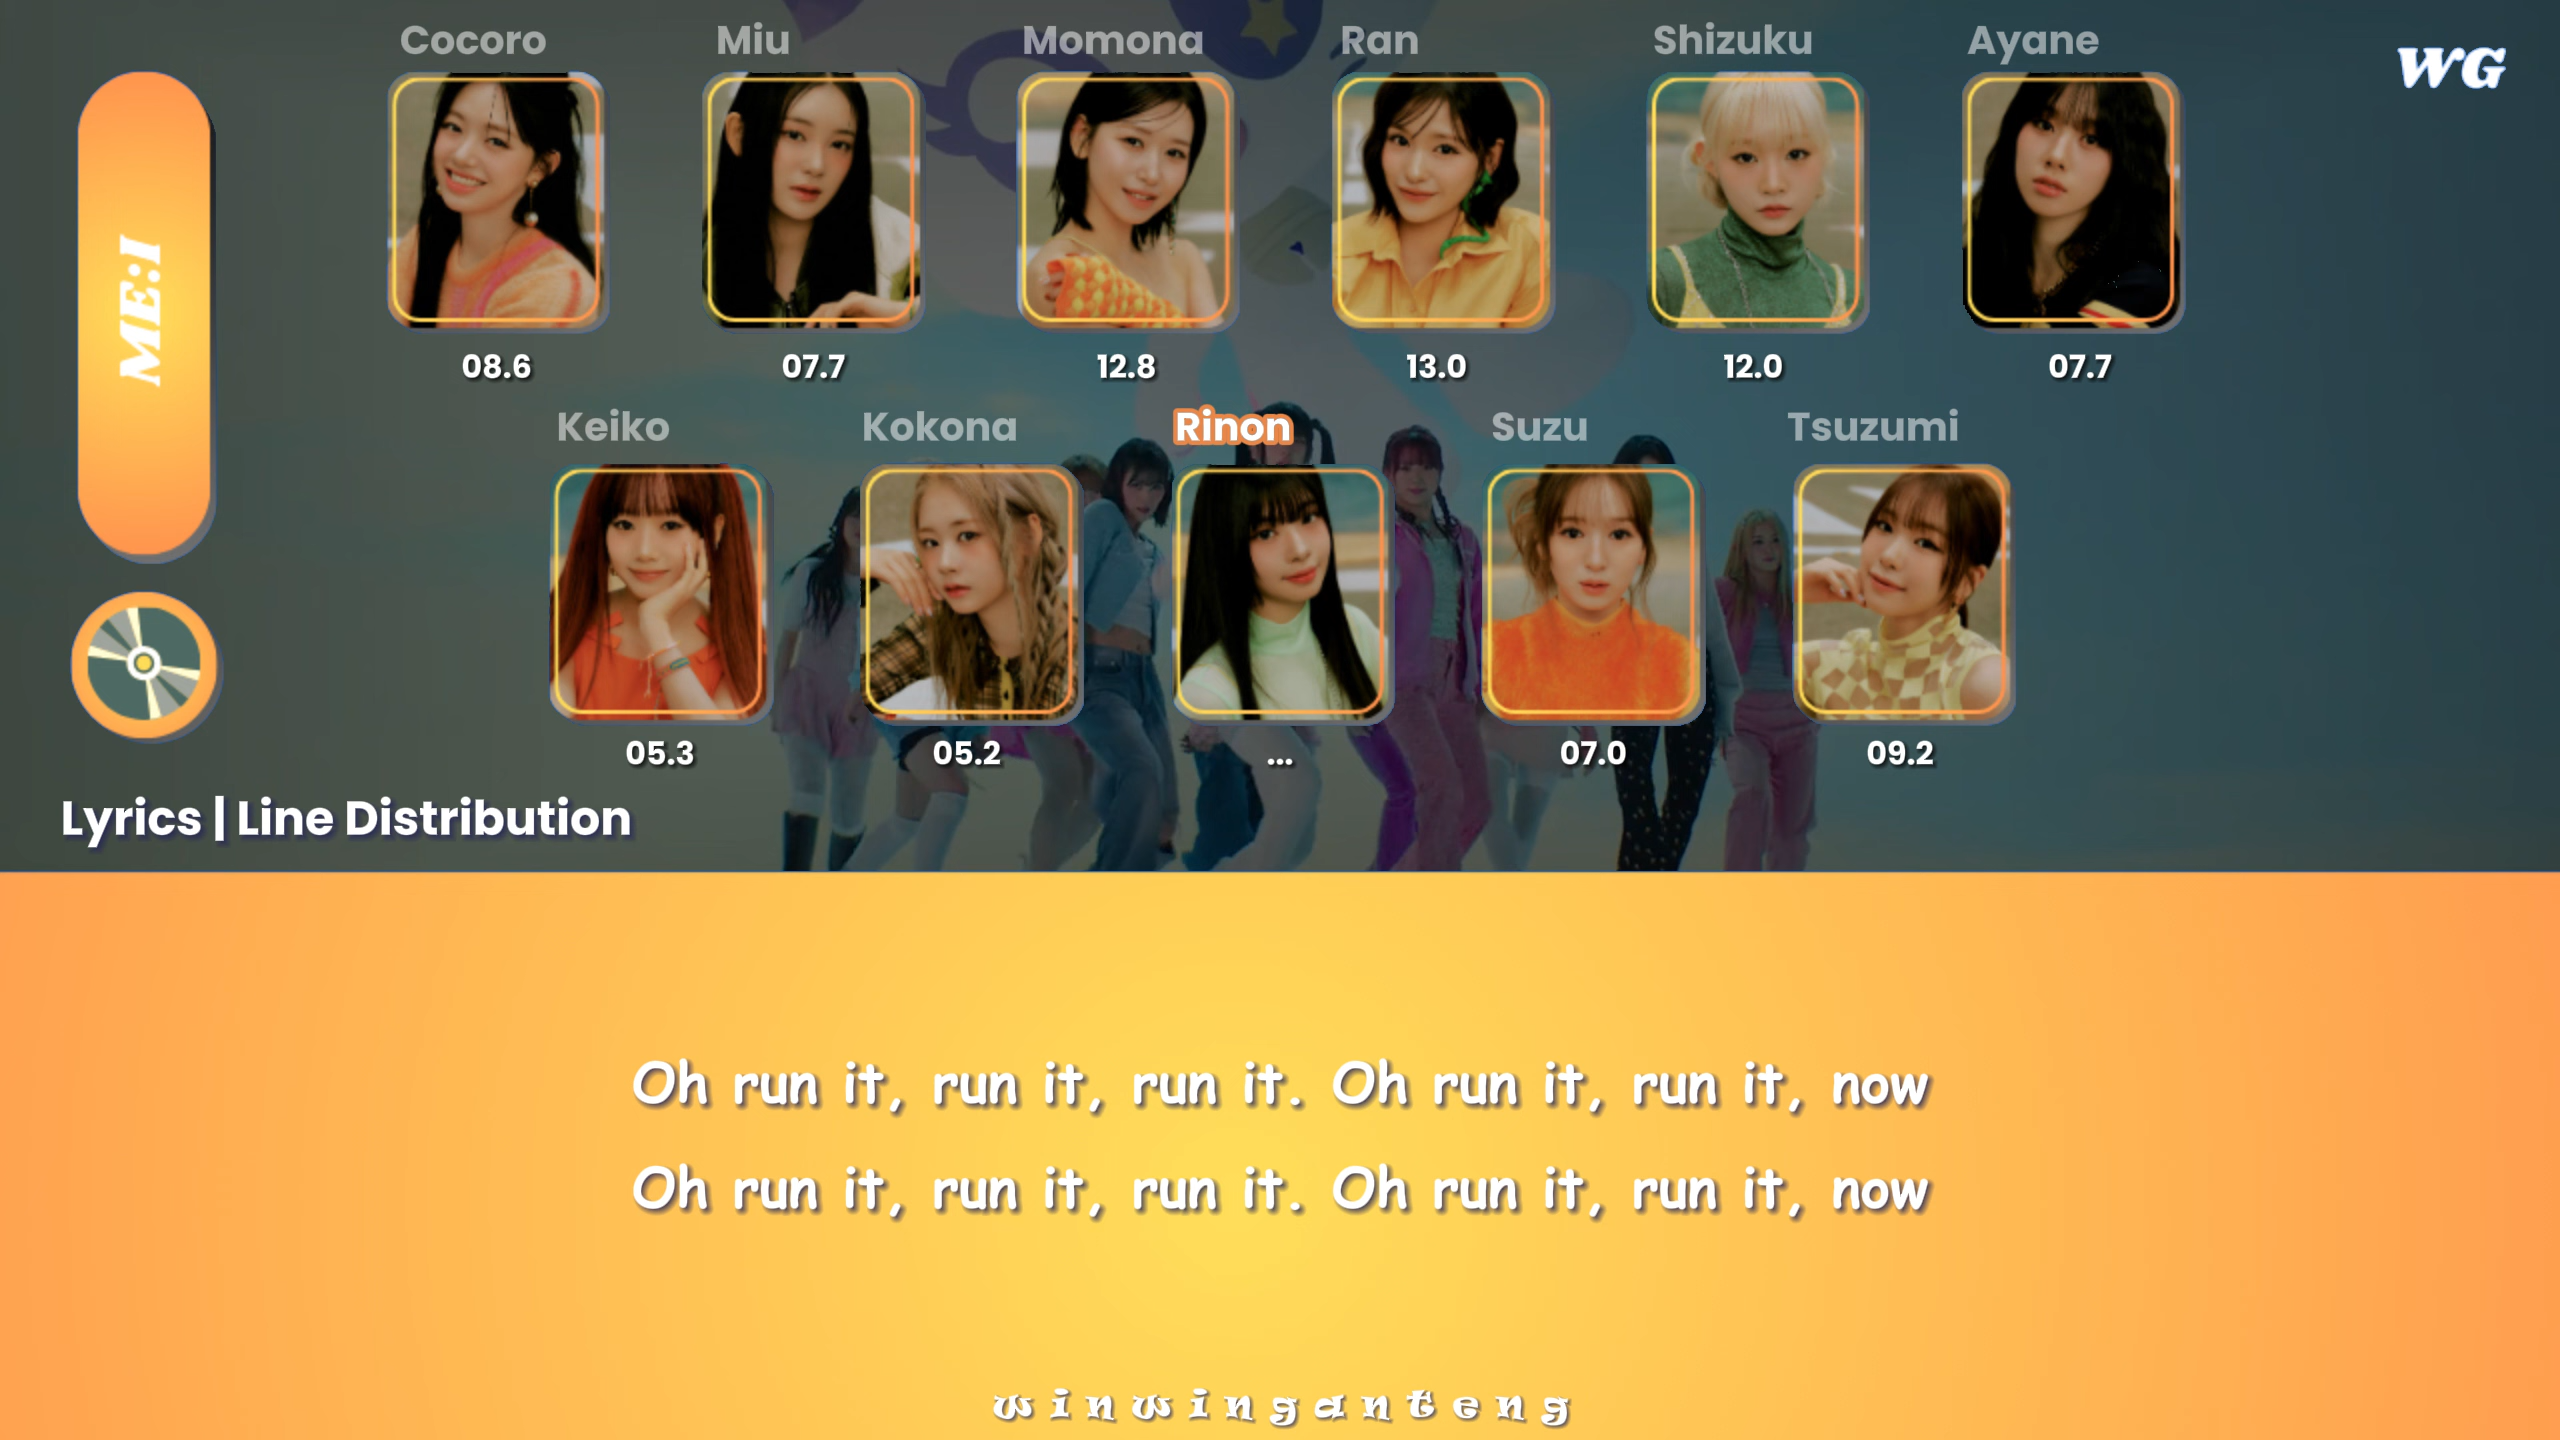 Cocoro Miu Momona Ran Shizuku Ayane
WG
ME:I
08.6 07.7 12.8 13.0 12.0 07.7
Keiko Kokona Rinon Suzu Tsuzumi
05.3 05.2 ... 07.0 09.2
Lyrics | Line Distribution
Oh run it, run it, run it. Oh run it, run it, now
Oh run it, run it, run it. Oh run it, run it, now
winwinganteng